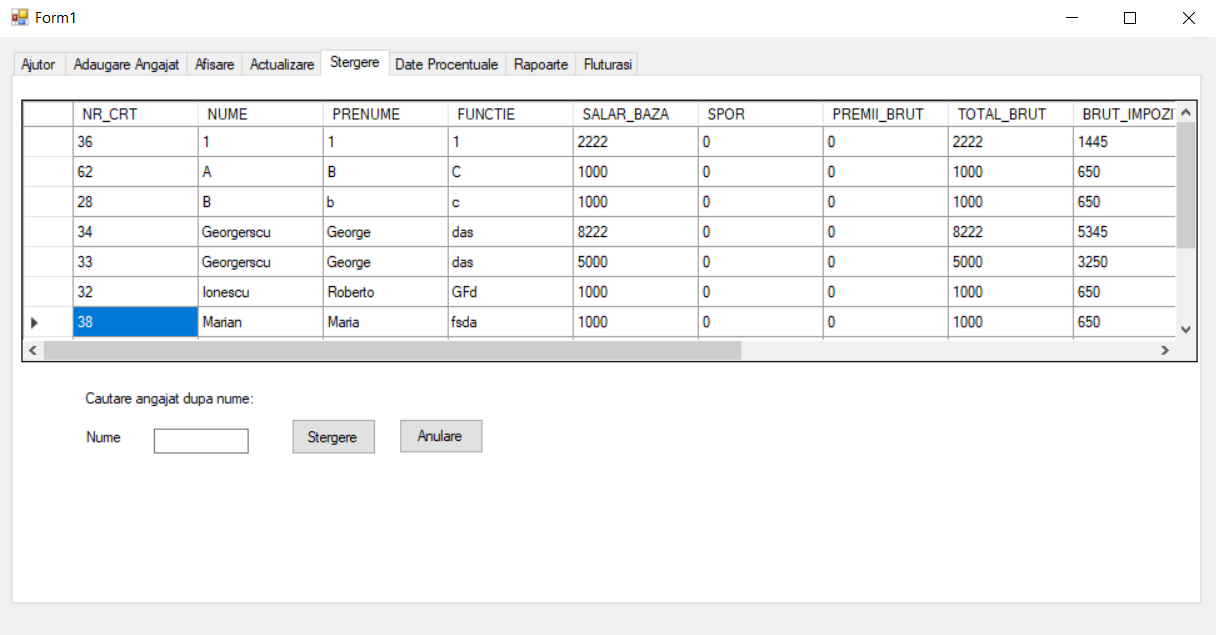 Form1
Ajutor Adaugare Angajat Afisare Actualizare Stergere Date Procentuale Rapoarte Fluturasi
NR_CRT NUME PRENUME FUNCTIE SALAR_BAZA SPOR PREMII_BRUT TOTAL_BRUT BRUT_IMPOZI
36 1 1 1 2222 0 0 2222 1445
62 A B C 1000 0 0 1000 650
28 B b c 1000 0 0 1000 650
34 Georgerscu George das 8222 0 0 8222 5345
33 Georgerscu George das 5000 0 0 5000 3250
32 Ionescu Roberto GFd 1000 0 0 1000 650
38 Marian Maria fsda 1000 0 0 1000 650
Cautare angajat dupa nume:
Nume Stergere Anulare